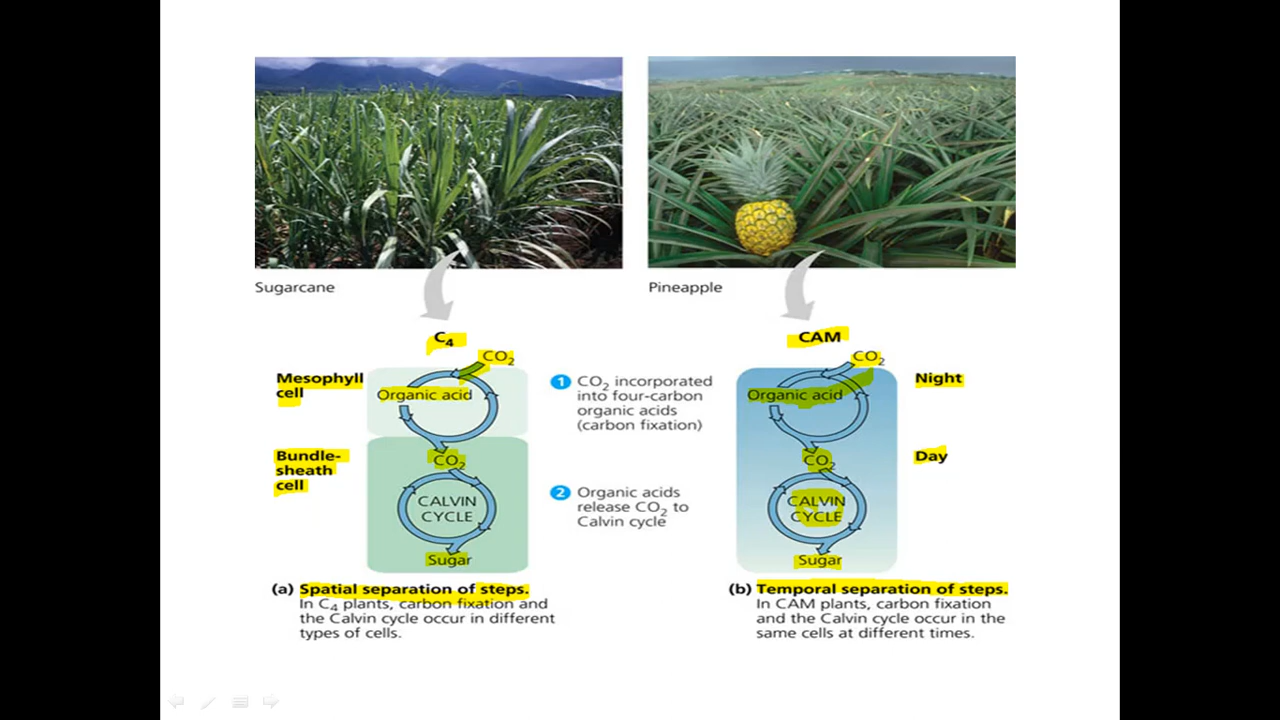 Sugarcane
Pineapple
C₄
CO₂
Mesophyll
cell
Organic acid
Bundle-
sheath
cell
CO₂
CALVIN
CYCLE
Sugar
1 CO₂ incorporated
into four-carbon
organic acids
(carbon fixation)
2 Organic acids
release CO₂ to
Calvin cycle
CAM
CO₂
Organic acid
Night
CO₂
Day
CALVIN
CYCLE
Sugar
(a) Spatial separation of steps.
In C₄ plants, carbon fixation and
the Calvin cycle occur in different
types of cells.
(b) Temporal separation of steps.
In CAM plants, carbon fixation
and the Calvin cycle occur in the
same cells at different times.